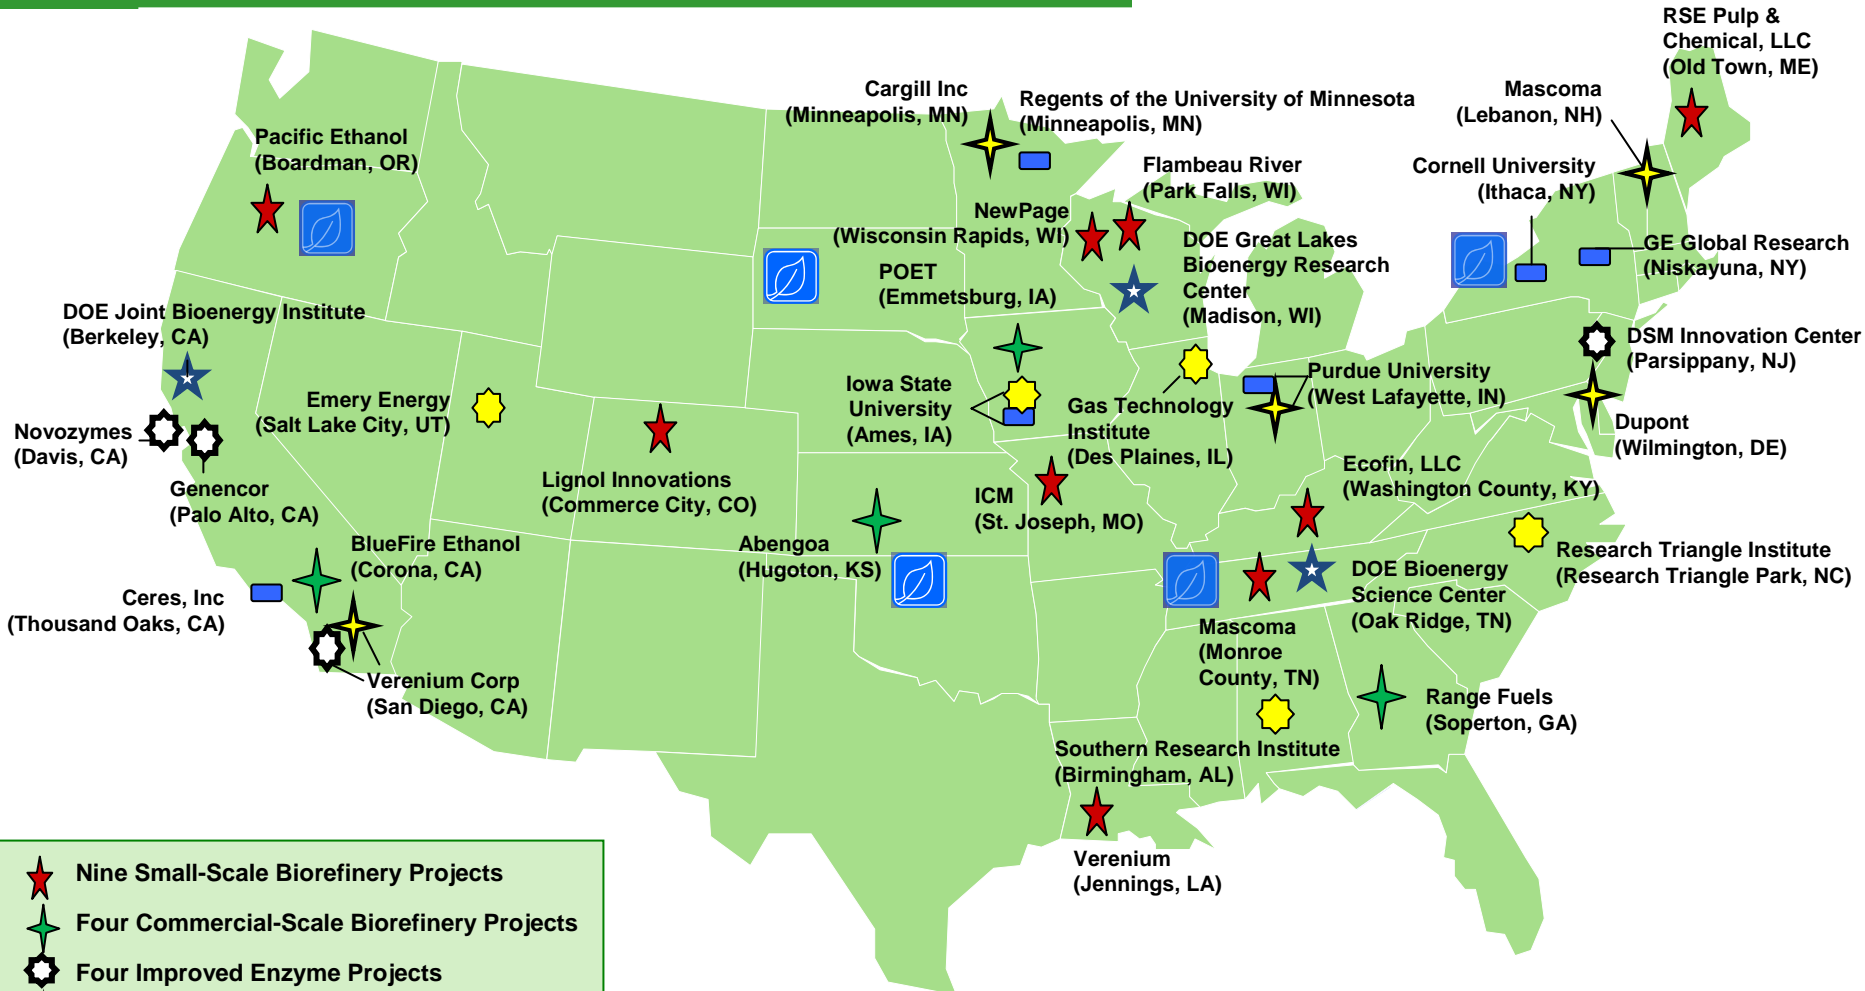 RSE Pulp &
Chemical, LLC
(Old Town, ME)
Cargill Inc
(Minneapolis, MN)
Regents of the University of Minnesota
(Minneapolis, MN)
Mascoma
(Lebanon, NH)
Pacific Ethanol
(Boardman, OR)
Flambeau River
(Park Falls, WI)
Cornell University
(Ithaca, NY)
NewPage
(Wisconsin Rapids, WI)
DOE Great Lakes
Bioenergy Research
Center
(Madison, WI)
GE Global Research
(Niskayuna, NY)
POET
(Emmetsburg, IA)
DOE Joint Bioenergy Institute
(Berkeley, CA)
DSM Innovation Center
(Parsippany, NJ)
Emery Energy
(Salt Lake City, UT)
Iowa State
University
(Ames, IA)
Gas Technology
Institute
(Des Plaines, IL)
Purdue University
(West Lafayette, IN)
Dupont
(Wilmington, DE)
Novozymes
(Davis, CA)
Genencor
(Palo Alto, CA)
Lignol Innovations
(Commerce City, CO)
ICM
(St. Joseph, MO)
Ecofin, LLC
(Washington County, KY)
BlueFire Ethanol
(Corona, CA)
Abengoa
(Hugoton, KS)
Research Triangle Institute
(Research Triangle Park, NC)
DOE Bioenergy
Science Center
(Oak Ridge, TN)
Ceres, Inc
(Thousand Oaks, CA)
Mascoma
(Monroe
County, TN)
Verenium Corp
(San Diego, CA)
Range Fuels
(Soperton, GA)
Southern Research Institute
(Birmingham, AL)
Verenium
(Jennings, LA)
Nine Small-Scale Biorefinery Projects
Four Commercial-Scale Biorefinery Projects
Four Improved Enzyme Projects